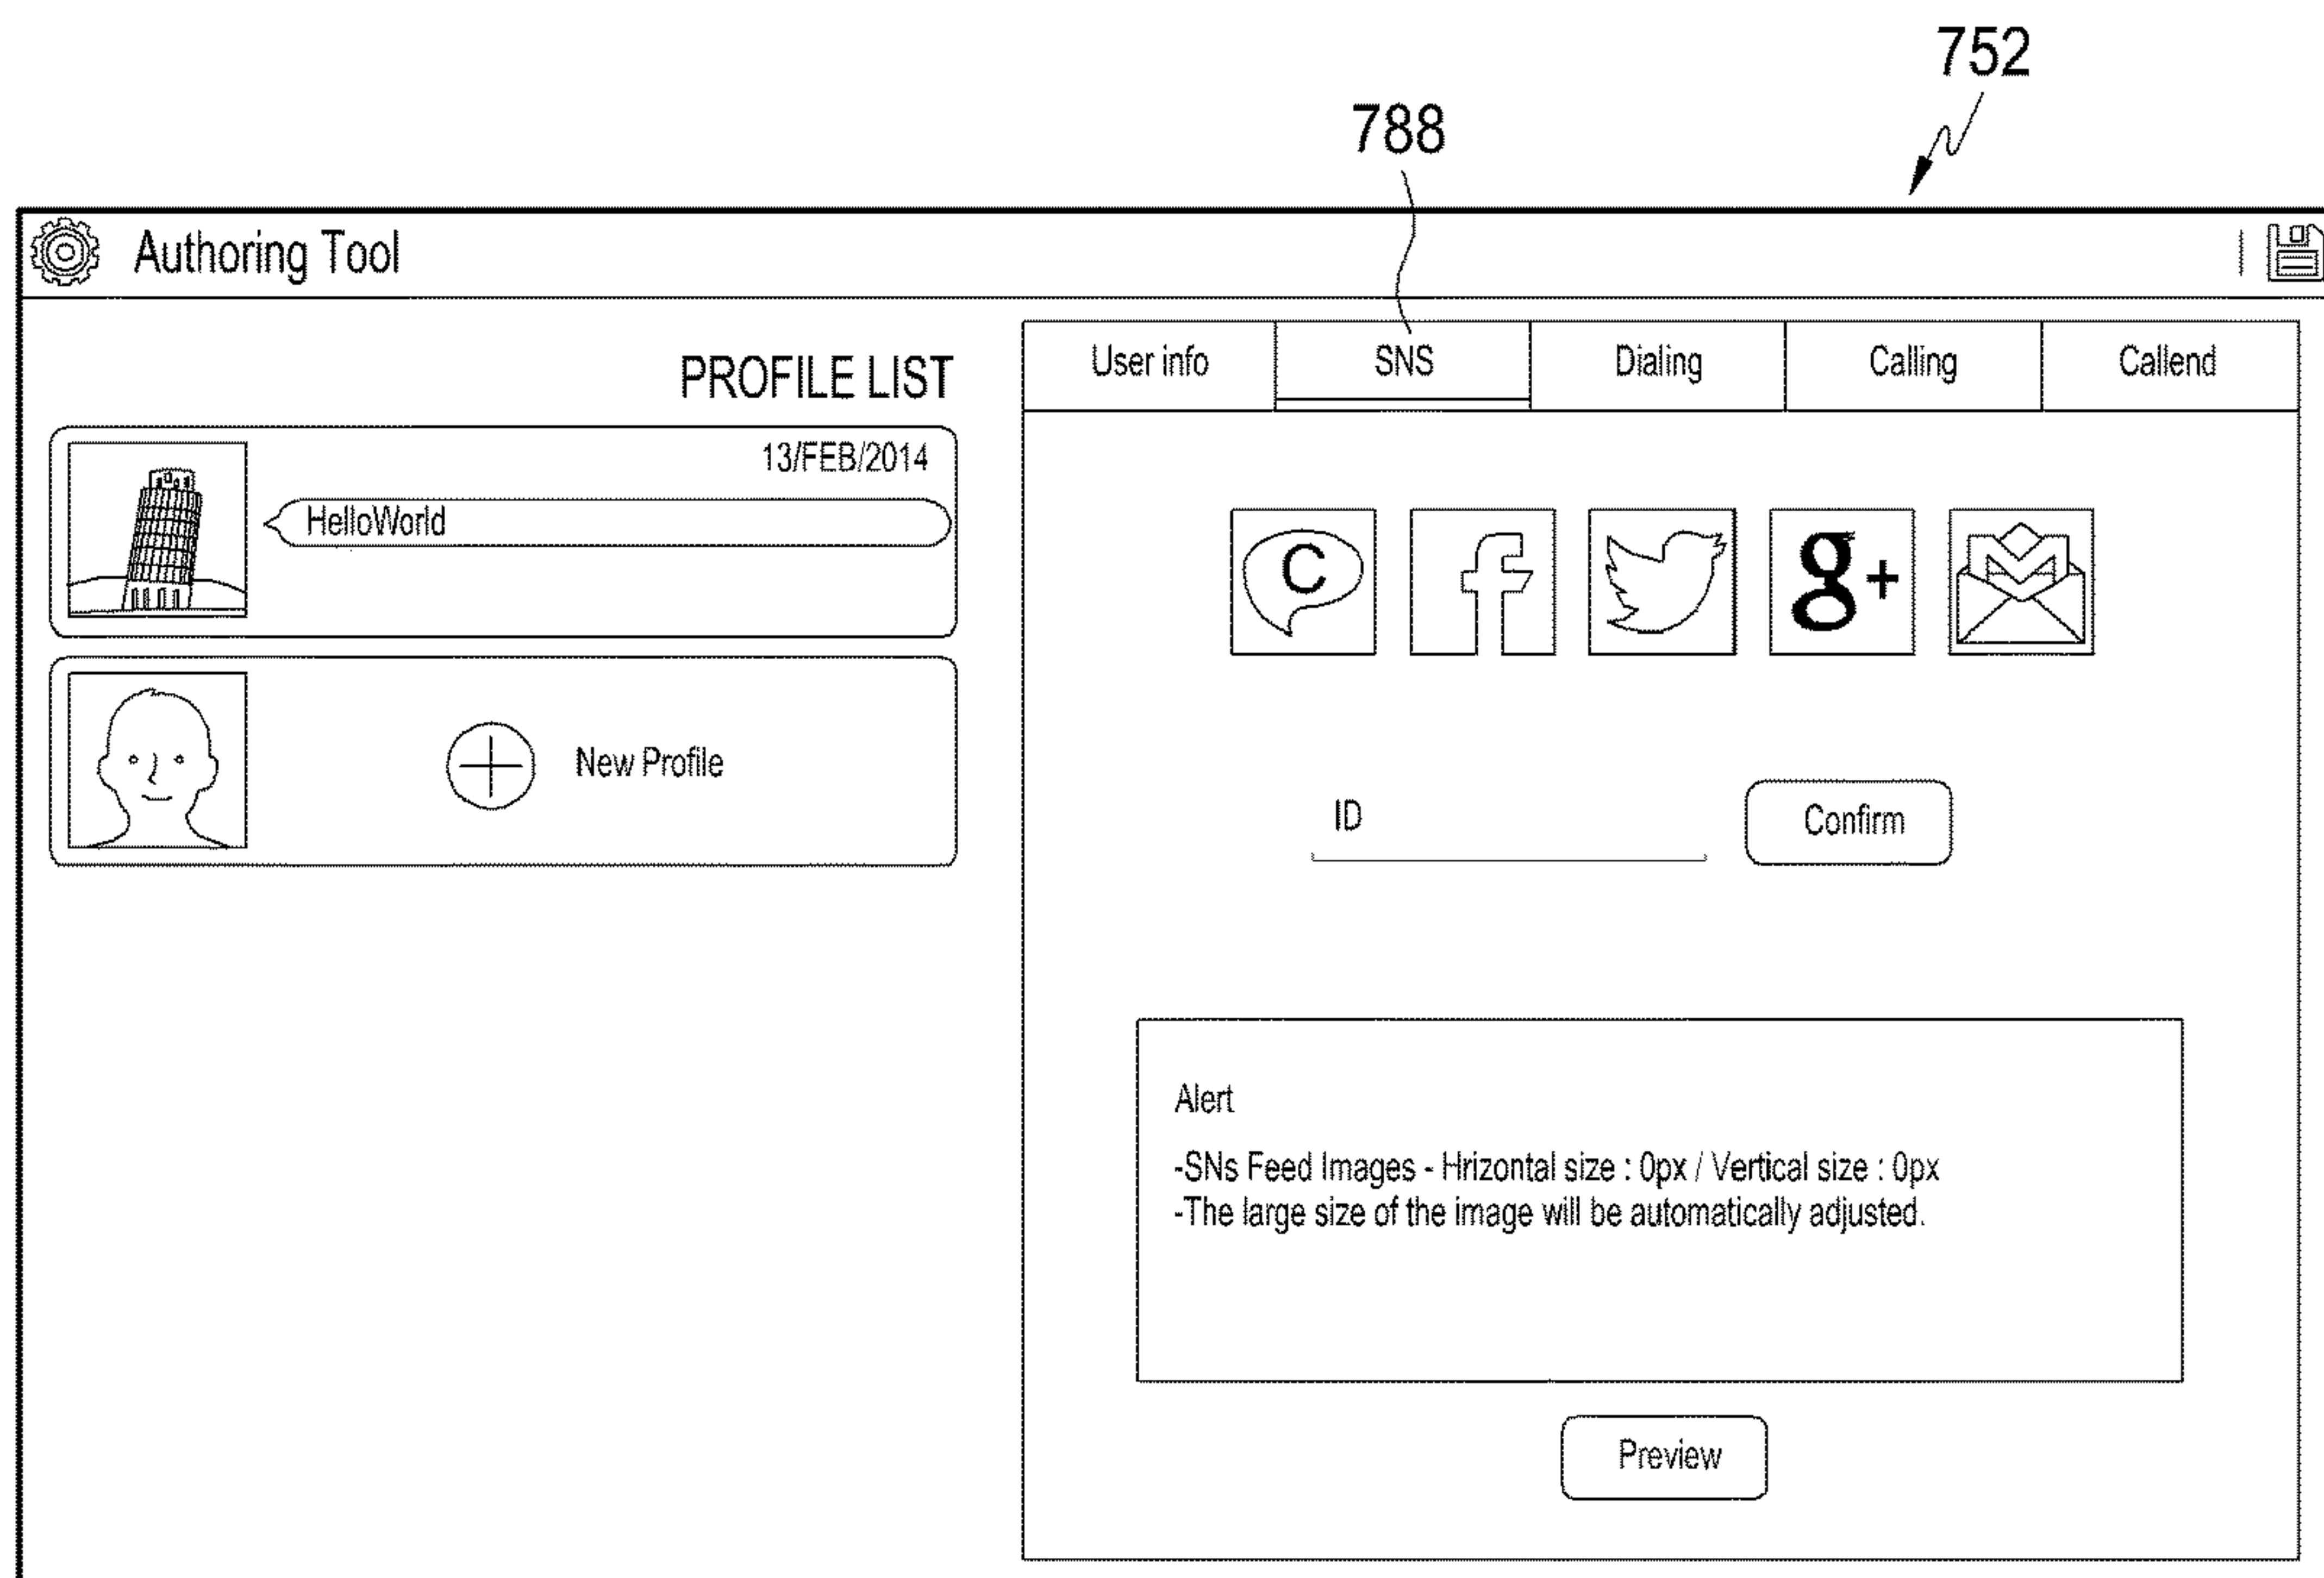 752
788
Authoring Tool
PROFILE LIST
13/FEB/2014
HelloWorld
New Profile
User info
SNS
Dialing
Calling
Callend
C
f
g+
M
ID
Confirm
Alert
-SNs Feed Images - Hrizontal size : 0px / Vertical size : 0px
-The large size of the image will be automatically adjusted.
Preview